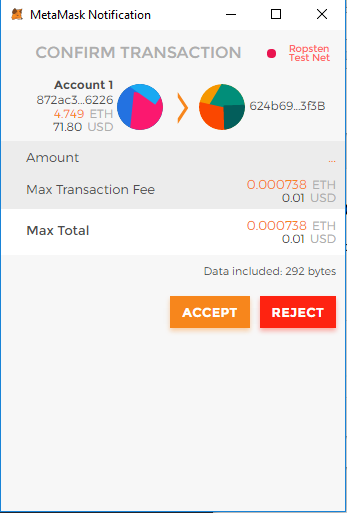 MetaMask Notification
CONFIRM TRANSACTION
Ropsten
Test Net
Account 1
872ac3...6226
4.749 ETH
71.80 USD
624b69...3f3B
Amount ...
Max Transaction Fee 0.000738 ETH
0.01 USD
Max Total 0.000738 ETH
0.01 USD
Data included: 292 bytes
ACCEPT REJECT